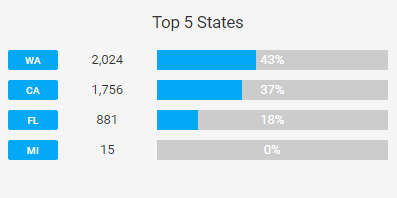 Top 5 States
WA 2,024 43%
CA 1,756 37%
FL 881 18%
MI 15 0%